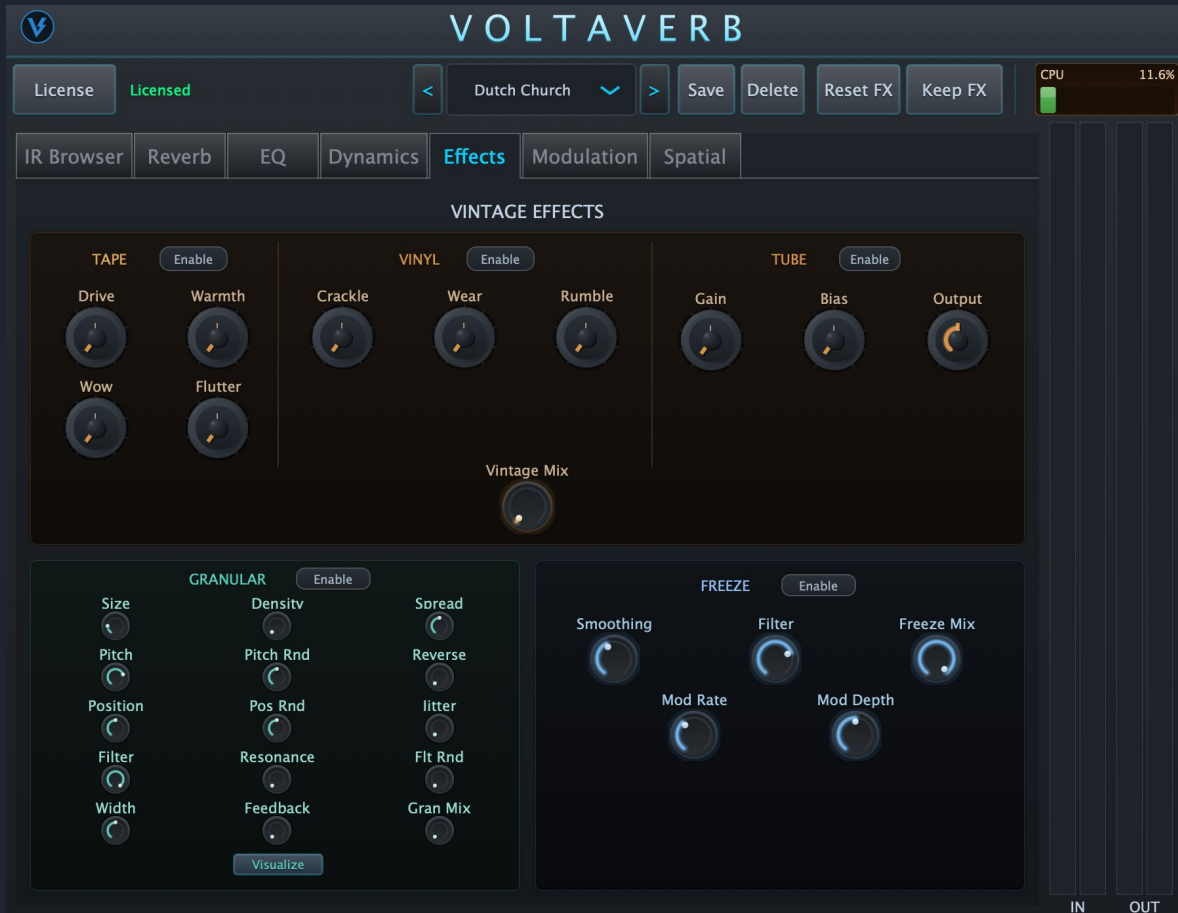 VOLTAVERB
License Licensed < Dutch Church > Save Delete Reset FX Keep FX CPU 11.6%
IR Browser Reverb EQ Dynamics Effects Modulation Spatial
VINTAGE EFFECTS
TAPE Enable VINYL Enable TUBE Enable
Drive Warmth Crackle Wear Rumble Gain Bias Output
Wow Flutter
Vintage Mix
GRANULAR Enable
Size Density Spread
Pitch Pitch Rnd Reverse
Position Pos Rnd Jitter
Filter Resonance Flt Rnd
Width Feedback Gran Mix
Visualize
FREEZE Enable
Smoothing Filter Freeze Mix
Mod Rate Mod Depth
IN OUT